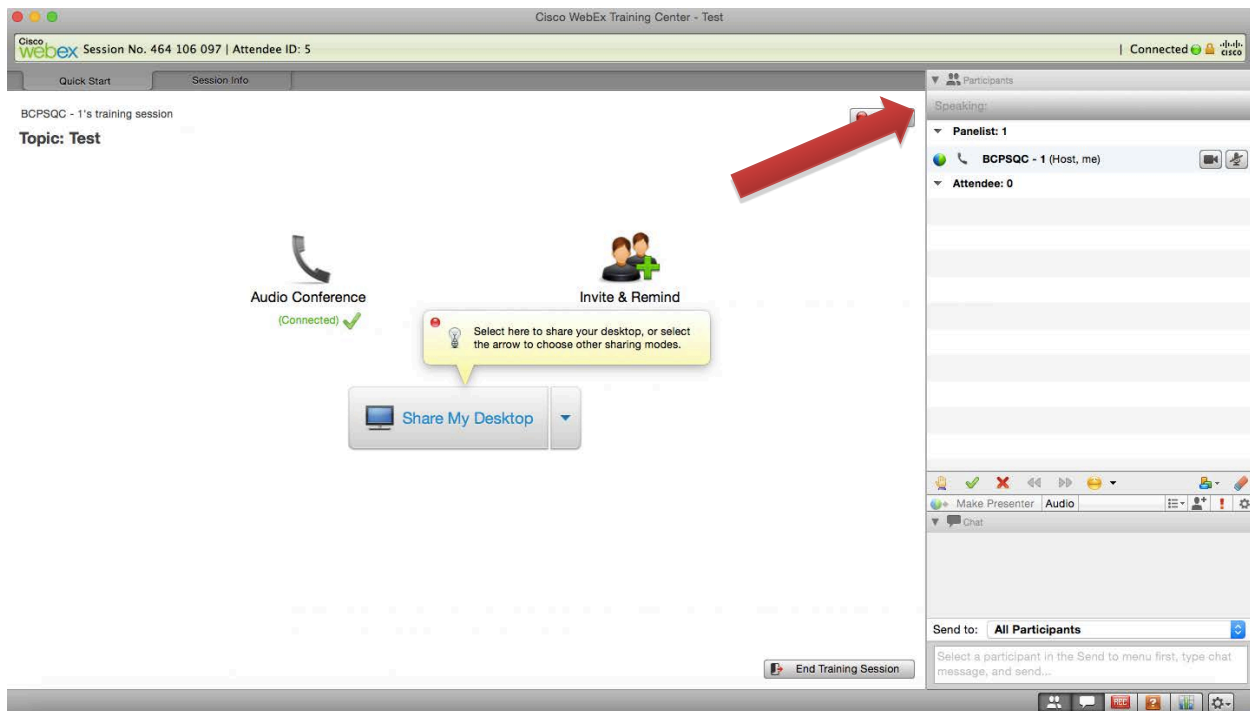 Cisco WebEx Training Center - Test
Cisco webex Session No. 464 106 097 | Attendee ID: 5
| Connected
cisco
Quick Start
Session Info
Participants
Speaking:
BCPSQC - 1's training session
Topic: Test
Panelist: 1
BCPSQC - 1 (Host, me)
Attendee: 0
Audio Conference
(Connected)
Invite & Remind
Select here to share your desktop, or select
the arrow to choose other sharing modes.
Share My Desktop
Make Presenter
Audio
Chat
Send to: All Participants
Select a participant in the Send to menu first, type chat
message, and send...
End Training Session
REC